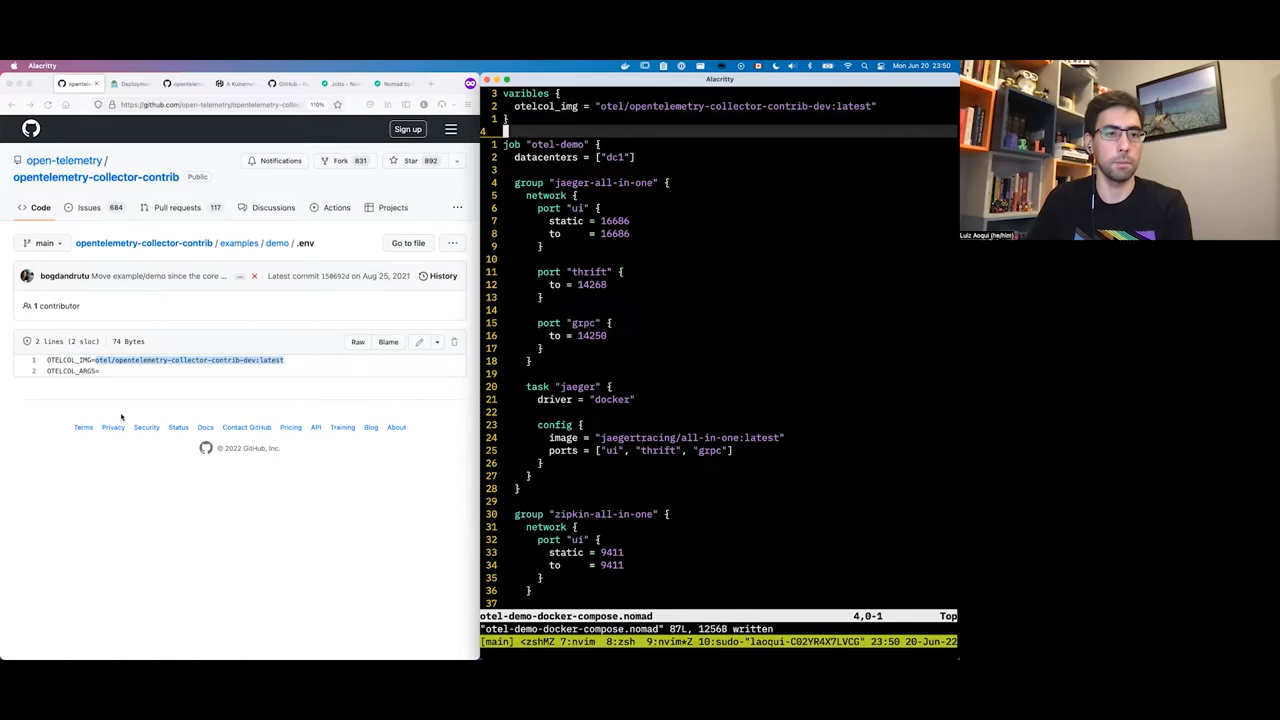 Alacritty
Mon Jun 20 23:50
opentele… Deployment opentele… A Kuberne… GitHub - h… Jobs - Nom… Nomad b…
Alacritty
https://github.com/open-telemetry/opentelemetry-collec…
110%
Sign up
open-telemetry /
opentelemetry-collector-contrib Public
Notifications Fork 831 Star 892
Code Issues 684 Pull requests 117 Discussions Actions Projects ...
main opentelemetry-collector-contrib / examples / demo / .env Go to file ...
bogdandrutu Move example/demo since the core ... ... Latest commit 150692d on Aug 25, 2021 History
1 contributor
2 lines (2 sloc) 74 Bytes Raw Blame
1 OTELCOL_IMG=otel/opentelemetry-collector-contrib-dev:latest
2 OTELCOL_ARGS=
Terms Privacy Security Status Docs Contact GitHub Pricing API Training Blog About
© 2022 GitHub, Inc.
3 varibles {
2 otelcol_img = "otel/opentelemetry-collector-contrib-dev:latest"
1 }
4
1 job "otel-demo" {
2 datacenters = ["dc1"]
3
4 group "jaeger-all-in-one" {
5 network {
6 port "ui" {
7 static = 16686
8 to = 16686
9 }
10
11 port "thrift" {
12 to = 14268
13 }
14
15 port "grpc" {
16 to = 14250
17 }
18 }
19
20 task "jaeger" {
21 driver = "docker"
22
23 config {
24 image = "jaegertracing/all-in-one:latest"
25 ports = ["ui", "thrift", "grpc"]
26 }
27 }
28 }
29
30 group "zipkin-all-in-one" {
31 network {
32 port "ui" {
33 static = 9411
34 to = 9411
35 }
36 }
37
otel-demo-docker-compose.nomad 4,0-1 Top
"otel-demo-docker-compose.nomad" 87L, 1256B written
[main] <zshMZ 7:nvim 8:zsh 9:nvim*Z 10:sudo-"laoqui-C02YR4X7LVCG" 23:50 20-Jun-22
Luiz Aoqui (he/him)